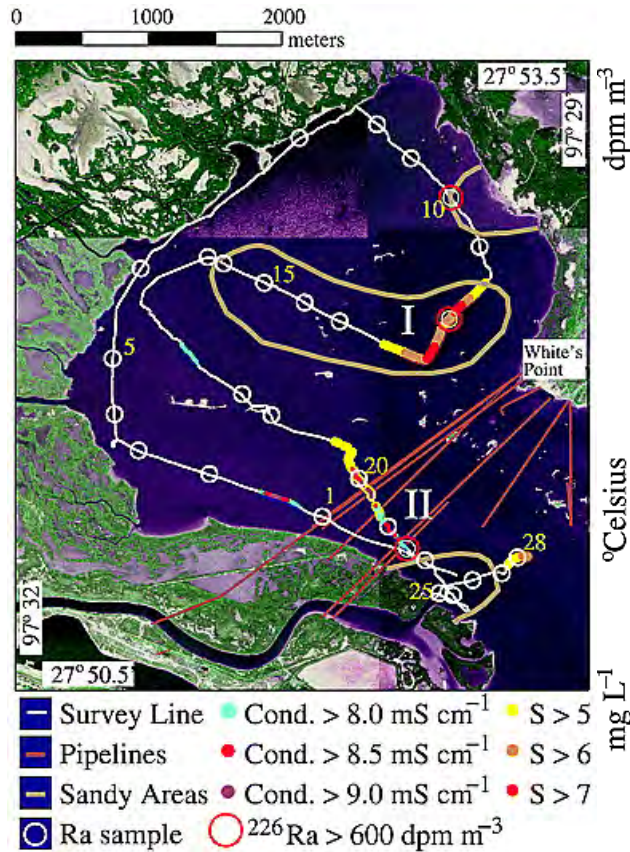 0 1000 2000
meters
27° 53.5
97° 29
dpm m⁻³
10
15
I
5
White's
Point
20
1
II
28
25
°Celsius
97° 32
27° 50.5
mg L⁻¹
Survey Line
Cond. > 8.0 mS cm⁻¹
S > 5
Pipelines
Cond. > 8.5 mS cm⁻¹
S > 6
Sandy Areas
Cond. > 9.0 mS cm⁻¹
S > 7
Ra sample
²²⁶Ra > 600 dpm m⁻³